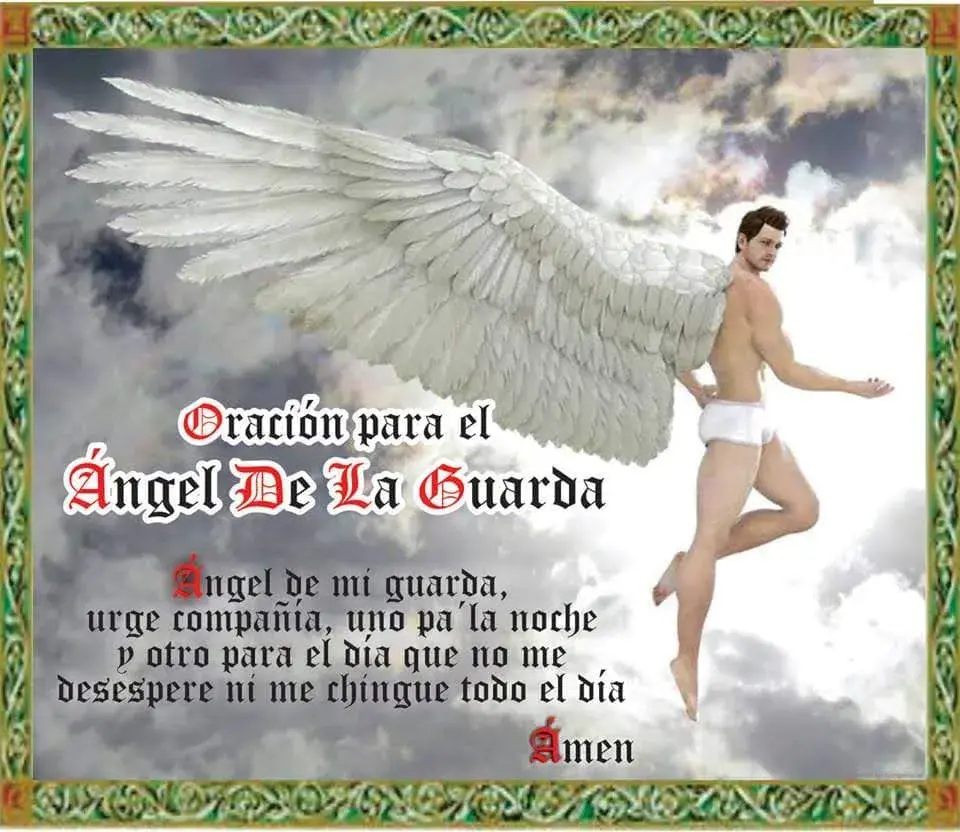 Oración para el
Ángel De La Guarda
Ángel de mi guarda,
urge compañía, uno pa´la noche
y otro para el día que no me
desespere ni me chingue todo el día
Ámen